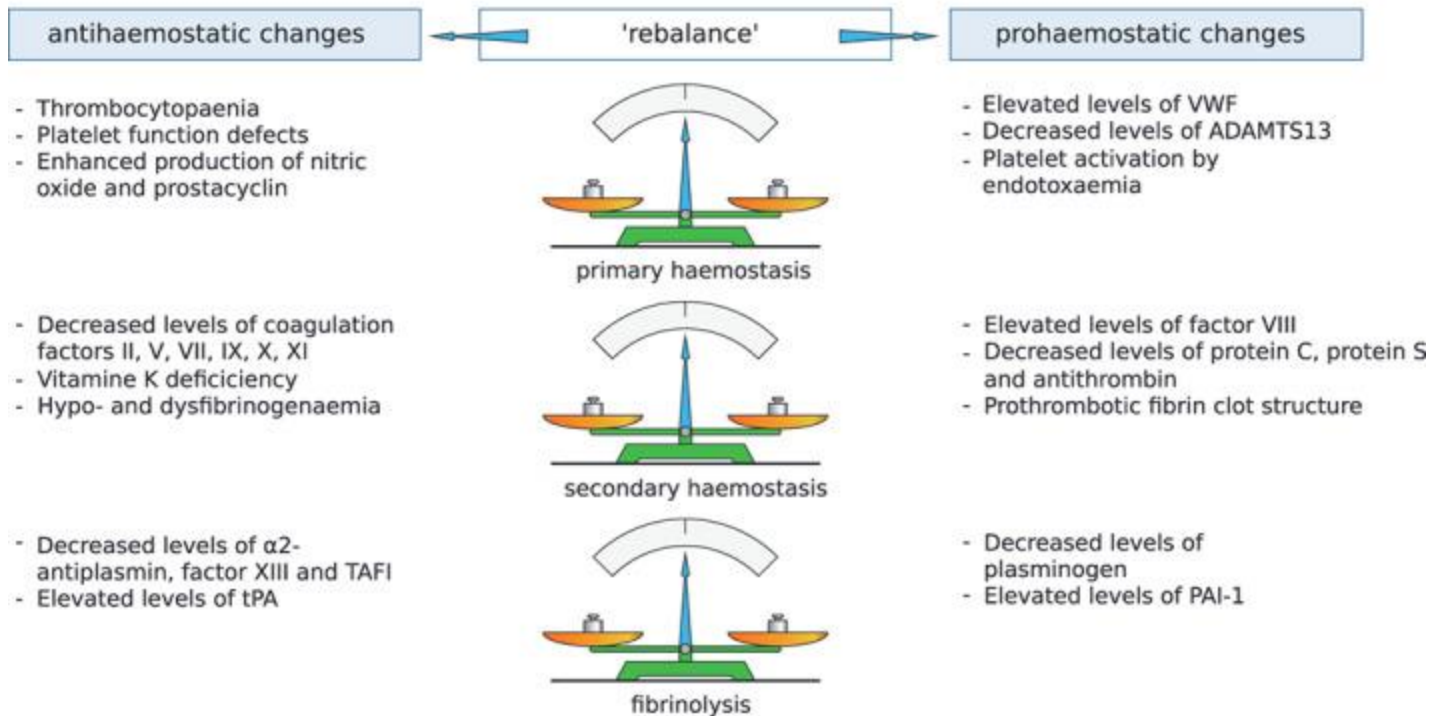 antihaemostatic changes
'rebalance'
prohaemostatic changes
- Thrombocytopaenia
- Platelet function defects
- Enhanced production of nitric
oxide and prostacyclin
- Elevated levels of VWF
- Decreased levels of ADAMTS13
- Platelet activation by
endotoxaemia
primary haemostasis
- Decreased levels of coagulation
factors II, V, VII, IX, X, XI
- Vitamine K deficiciency
- Hypo- and dysfibrinogenaemia
- Elevated levels of factor VIII
- Decreased levels of protein C, protein S
and antithrombin
- Prothrombotic fibrin clot structure
secondary haemostasis
- Decreased levels of α2-
antiplasmin, factor XIII and TAFI
- Elevated levels of tPA
- Decreased levels of
plasminogen
- Elevated levels of PAI-1
fibrinolysis